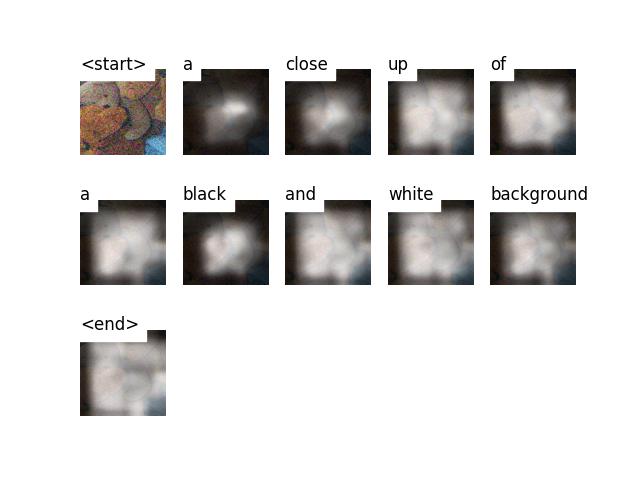 <start> a close up of
a black and white background
<end>